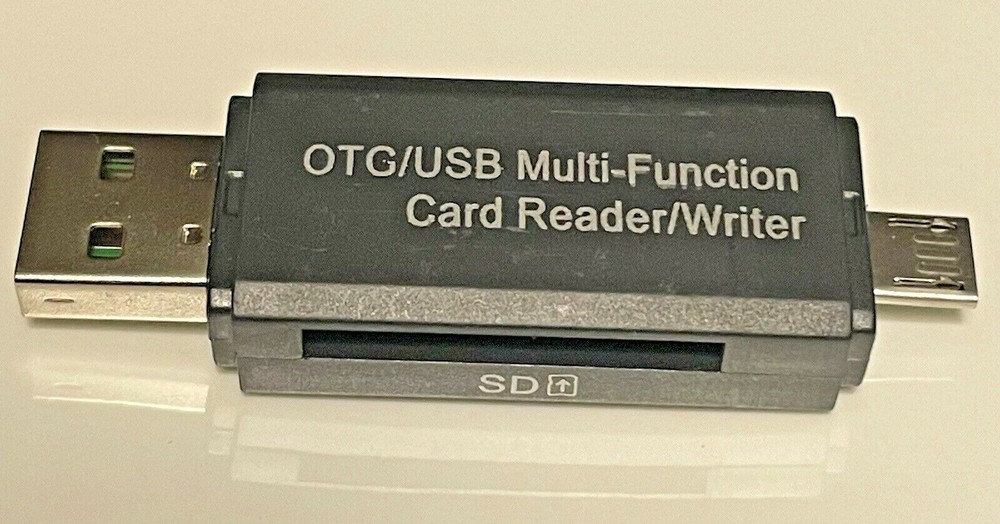 OTG/USB Multi-Function
Card Reader/Writer
SD